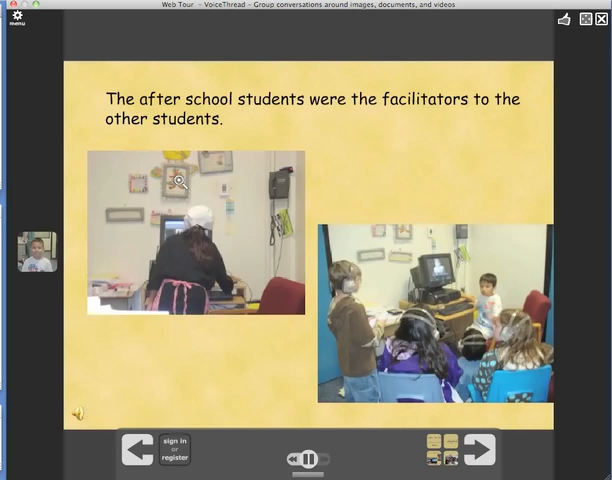 Web Tour - VoiceThread - Group conversations around images, documents, and videos
menu
The after school students were the facilitators to the
other students.
sign in
or
register